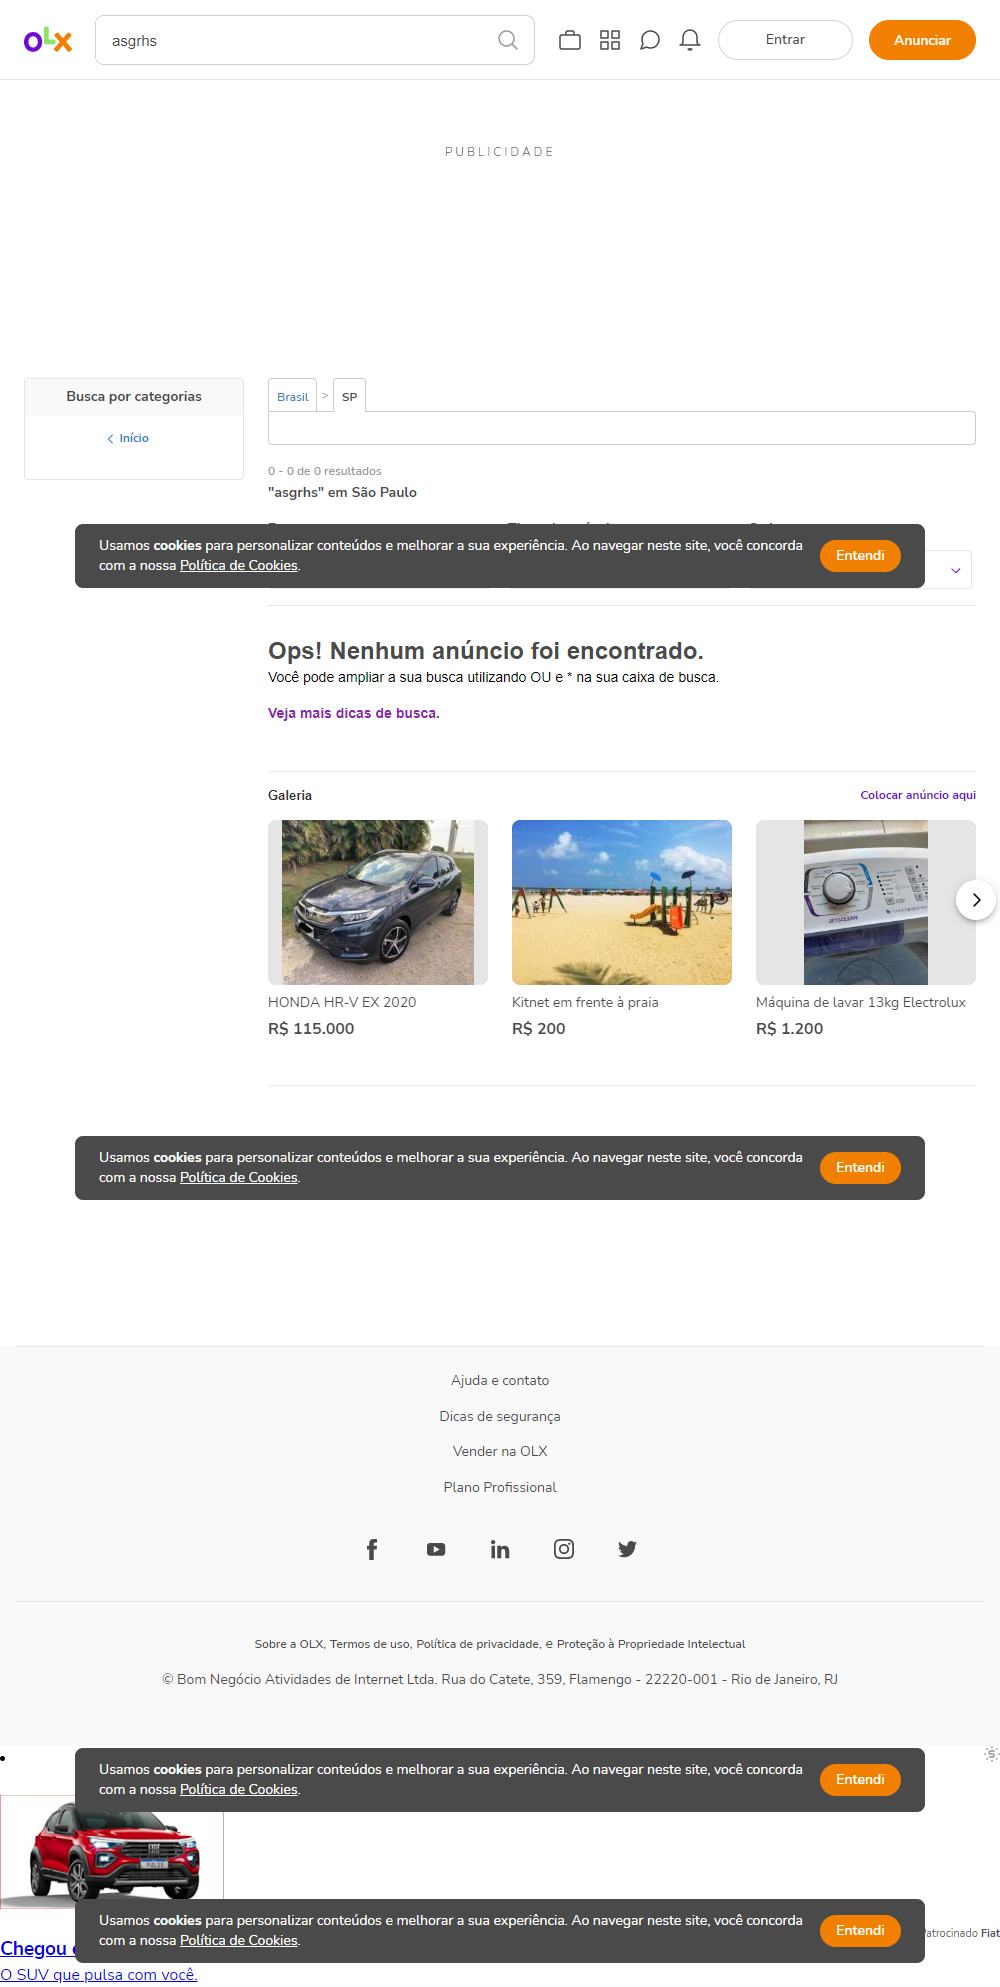 OLX
asgrhs
Entrar
Anunciar
PUBLICIDADE
Busca por categorias
Início
Brasil > SP
0 - 0 de 0 resultados
"asgrhs" em São Paulo
Usamos cookies para personalizar conteúdos e melhorar a sua experiência. Ao navegar neste site, você concorda
com a nossa Política de Cookies.
Entendi
Ops! Nenhum anúncio foi encontrado.
Você pode ampliar a sua busca utilizando OU e * na sua caixa de busca.
Veja mais dicas de busca.
Galeria
Colocar anúncio aqui
HONDA HR-V EX 2020
R$ 115.000
Kitnet em frente à praia
R$ 200
Máquina de lavar 13kg Electrolux
R$ 1.200
Usamos cookies para personalizar conteúdos e melhorar a sua experiência. Ao navegar neste site, você concorda
com a nossa Política de Cookies.
Entendi
Ajuda e contato
Dicas de segurança
Vender na OLX
Plano Profissional
Sobre a OLX, Termos de uso, Política de privacidade, e Proteção à Propriedade Intelectual
© Bom Negócio Atividades de Internet Ltda. Rua do Catete, 359, Flamengo - 22220-001 - Rio de Janeiro, RJ
Usamos cookies para personalizar conteúdos e melhorar a sua experiência. Ao navegar neste site, você concorda
com a nossa Política de Cookies.
Entendi
PULSE
Usamos cookies para personalizar conteúdos e melhorar a sua experiência. Ao navegar neste site, você concorda
com a nossa Política de Cookies.
Entendi
Patrocinado Fiat
Chegou
O SUV que pulsa com você.